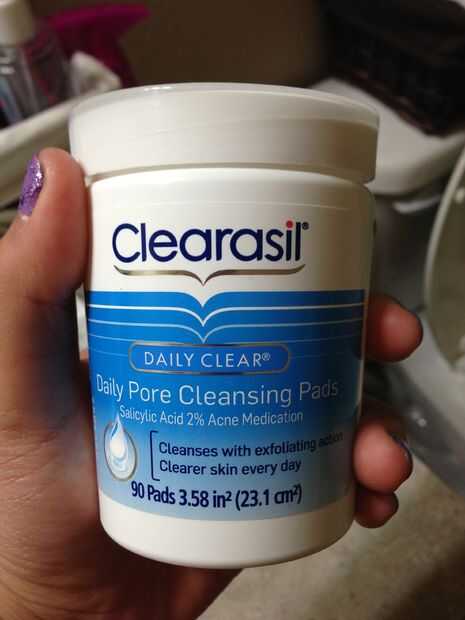 Clearasil®
DAILY CLEAR®
Daily Pore Cleansing Pads
Salicylic Acid 2% Acne Medication
Cleanses with exfoliating action
Clearer skin every day
90 Pads 3.58 in² (23.1 cm²)